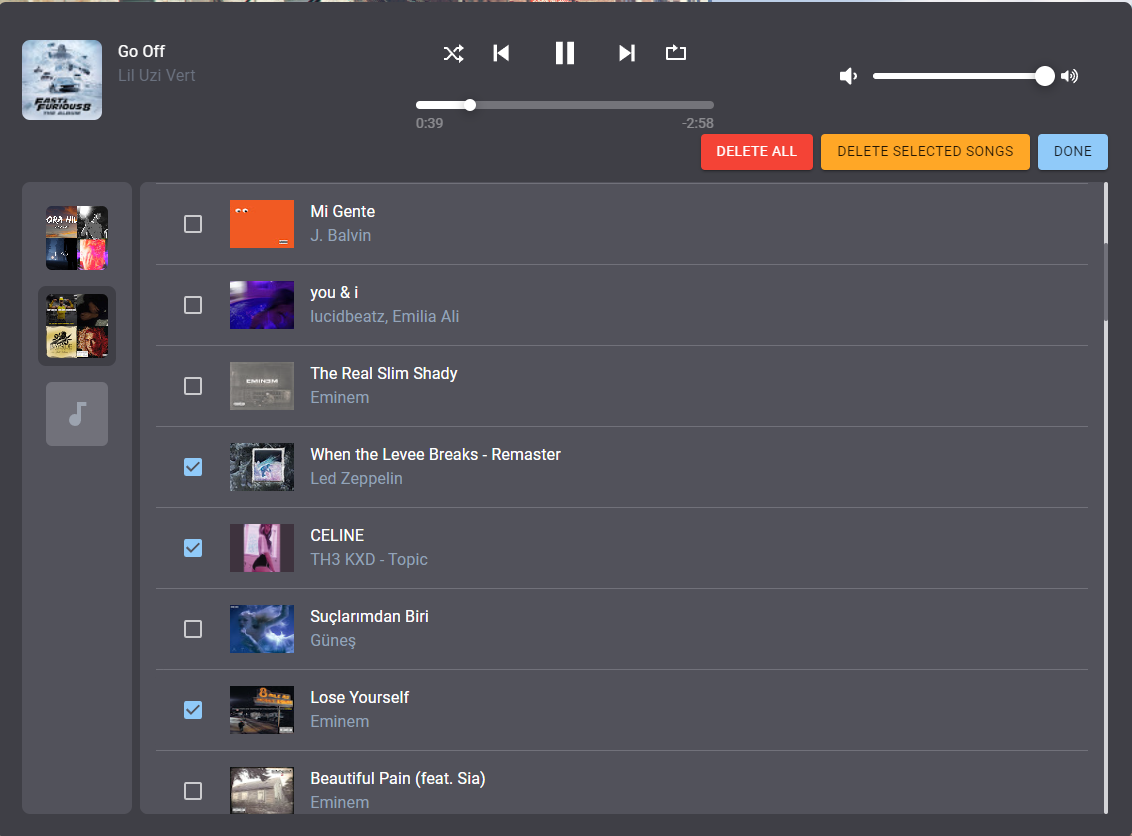 Go Off
Lil Uzi Vert
FAST &
FURIOUS 8
THE ALBUM
0:39
-2:58
DELETE ALL
DELETE SELECTED SONGS
DONE
Mi Gente
J. Balvin
you & i
lucidbeatz, Emilia Ali
The Real Slim Shady
Eminem
EMINEM
When the Levee Breaks - Remaster
Led Zeppelin
CELINE
TH3 KXD - Topic
Suçlarımdan Biri
Güneş
Lose Yourself
Eminem
Beautiful Pain (feat. Sia)
Eminem